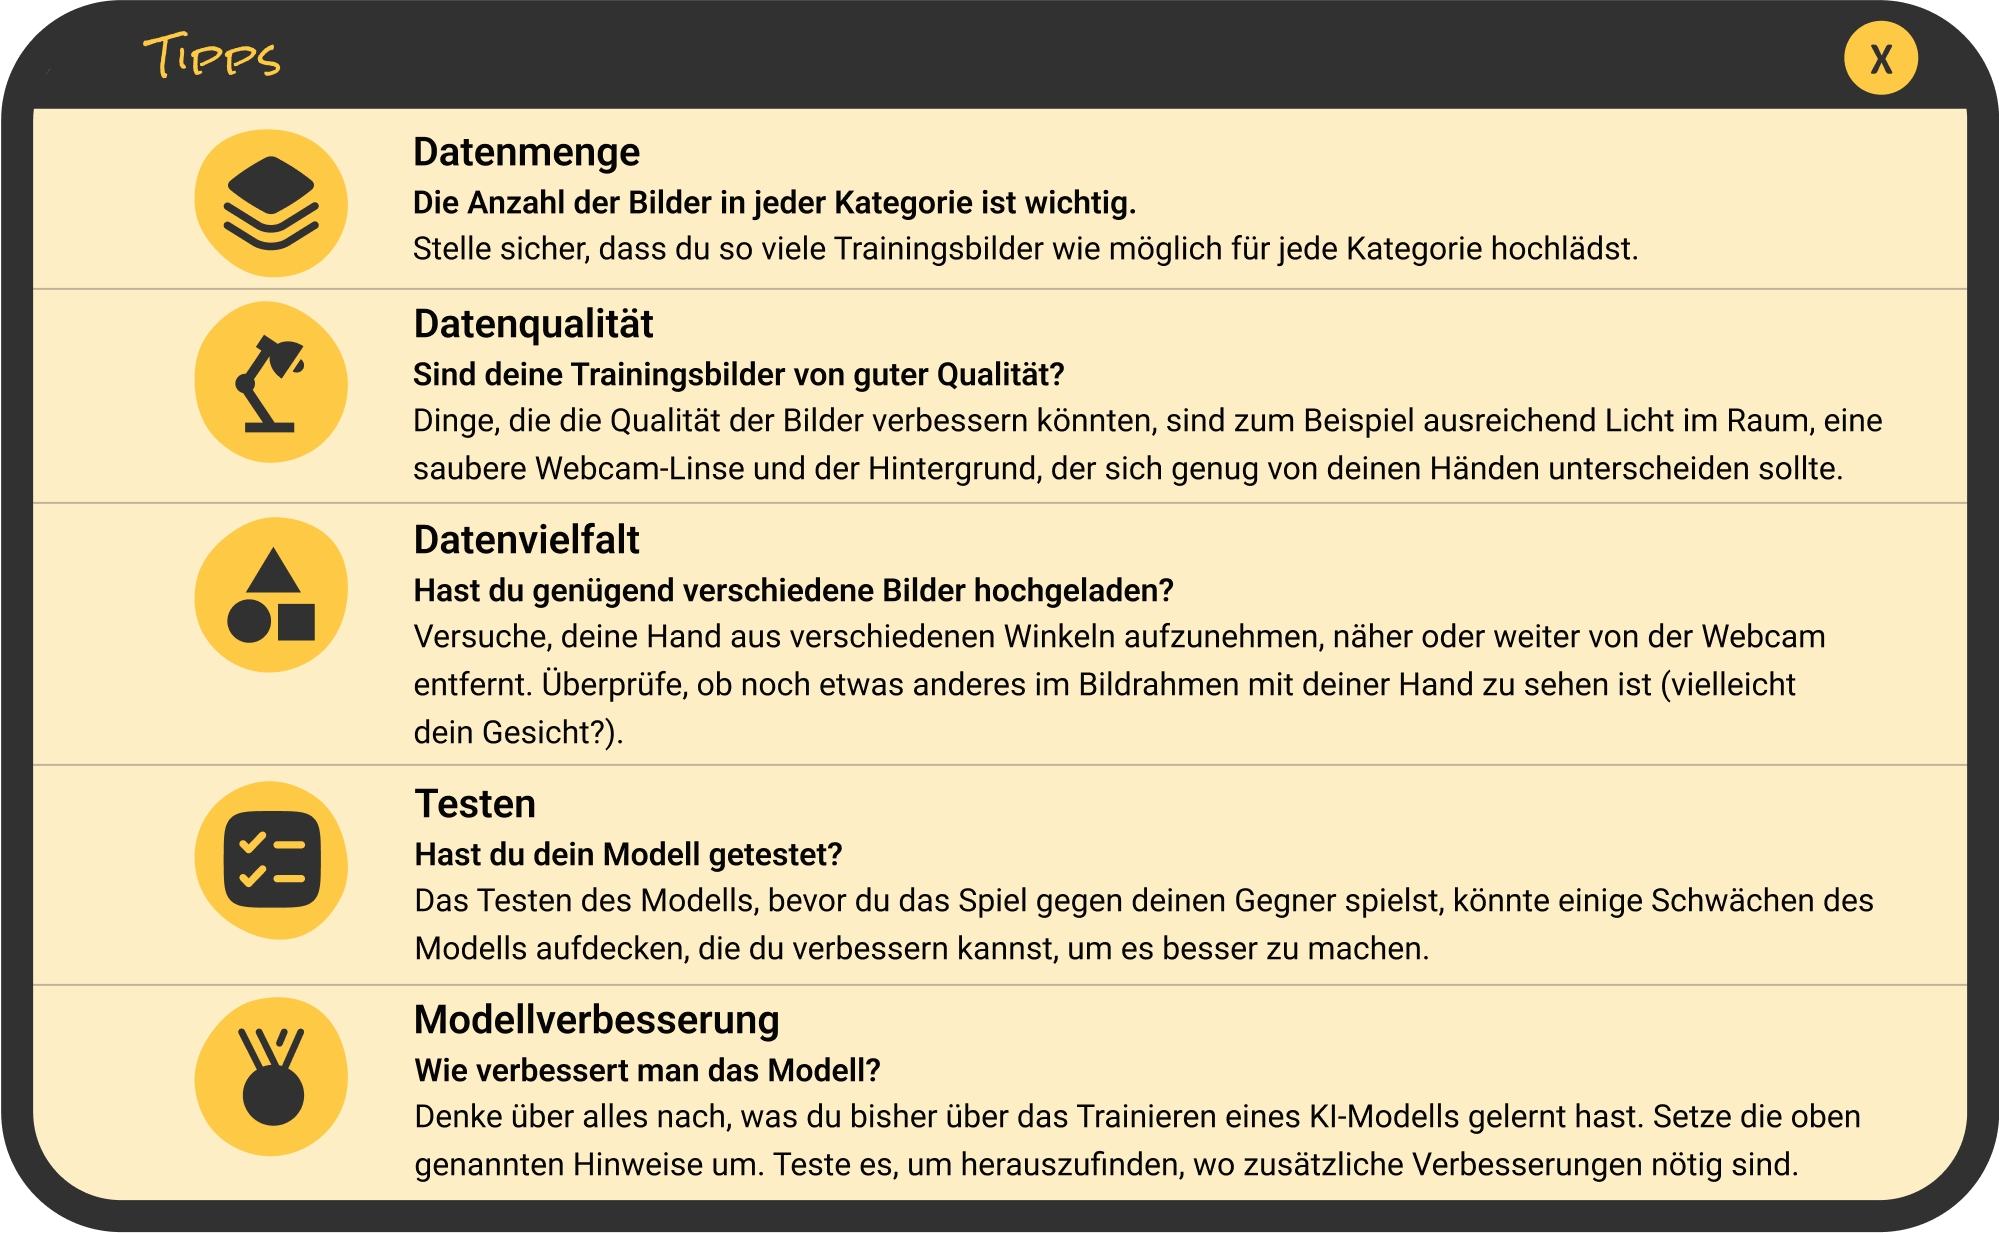 Tipps
X
Datenmenge
Die Anzahl der Bilder in jeder Kategorie ist wichtig.
Stelle sicher, dass du so viele Trainingsbilder wie möglich für jede Kategorie hochlädst.
Datenqualität
Sind deine Trainingsbilder von guter Qualität?
Dinge, die die Qualität der Bilder verbessern könnten, sind zum Beispiel ausreichend Licht im Raum, eine
saubere Webcam-Linse und der Hintergrund, der sich genug von deinen Händen unterscheiden sollte.
Datenvielfalt
Hast du genügend verschiedene Bilder hochgeladen?
Versuche, deine Hand aus verschiedenen Winkeln aufzunehmen, näher oder weiter von der Webcam
entfernt. Überprüfe, ob noch etwas anderes im Bildrahmen mit deiner Hand zu sehen ist (vielleicht
dein Gesicht?).
Testen
Hast du dein Modell getestet?
Das Testen des Modells, bevor du das Spiel gegen deinen Gegner spielst, könnte einige Schwächen des
Modells aufdecken, die du verbessern kannst, um es besser zu machen.
Modellverbesserung
Wie verbessert man das Modell?
Denke über alles nach, was du bisher über das Trainieren eines KI-Modells gelernt hast. Setze die oben
genannten Hinweise um. Teste es, um herauszufinden, wo zusätzliche Verbesserungen nötig sind.